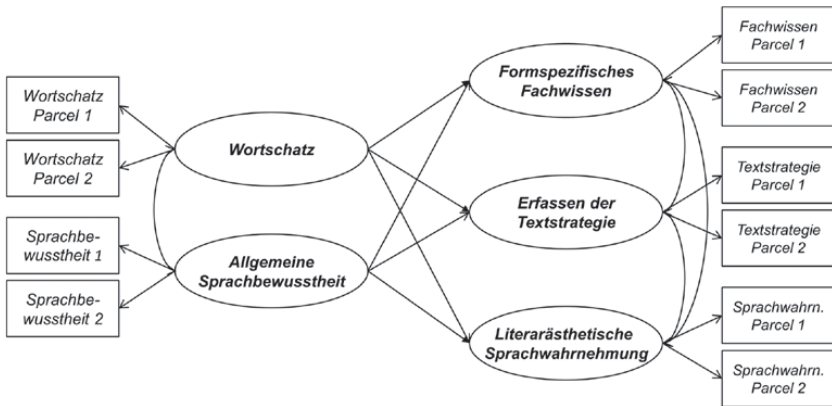 Wortschatz
Parcel 1
Wortschatz
Parcel 2
Sprachbe-
wusstheit 1
Sprachbe-
wusstheit 2
Wortschatz
Allgemeine
Sprachbewusstheit
Formspezifisches
Fachwissen
Erfassen der
Textstrategie
Literarästhetische
Sprachwahrnehmung
Fachwissen
Parcel 1
Fachwissen
Parcel 2
Textstrategie
Parcel 1
Textstrategie
Parcel 2
Sprachwahrn.
Parcel 1
Sprachwahrn.
Parcel 2